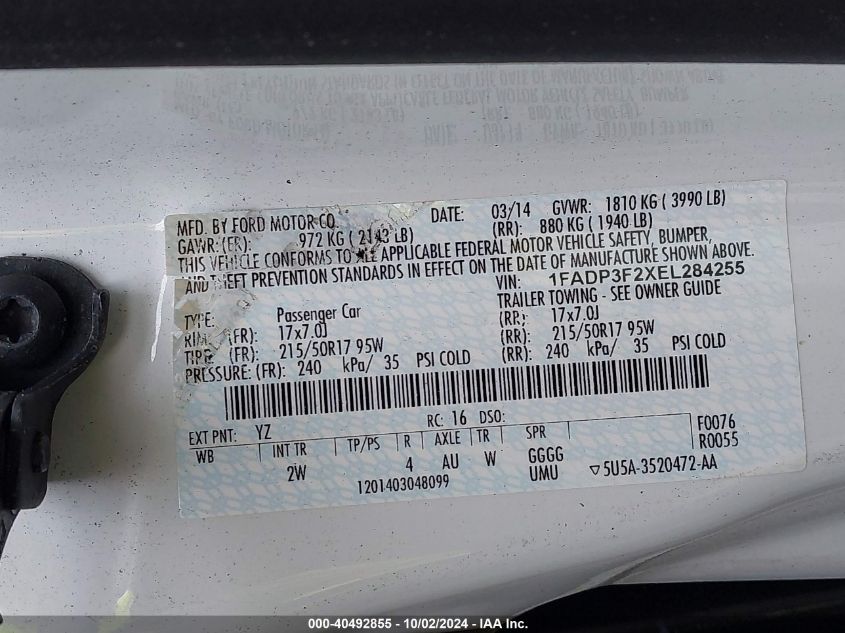 MFD. BY FORD MOTOR CO. DATE: 03/14 GVWR: 1810 KG ( 3990 LB)
GAWR: (FR): 972 KG ( 2143 LB) (RR): 880 KG ( 1940 LB)
THIS VEHICLE CONFORMS TO ALL APPLICABLE FEDERAL MOTOR VEHICLE SAFETY, BUMPER,
AND THEFT PREVENTION STANDARDS IN EFFECT ON THE DATE OF MANUFACTURE SHOWN ABOVE.
VIN: 1FADP3F2XEL284255
TYPE: Passenger Car TRAILER TOWING - SEE OWNER GUIDE
RIM: (FR): 17x7.0J (RR): 17x7.0J
TIRE (FR): 215/50R17 95W (RR): 215/50R17 95W
PRESSURE: (FR): 240 kPa/ 35 PSI COLD (RR): 240 kPa/ 35 PSI COLD
EXT PNT: YZ RC: 16 DSO: F0076
WB INT TR TP/PS R AXLE TR SPR R0055
2W 4 AU W GGGG
1201403048099 UMU ▽5U5A-3520472-AA
000-40492855 - 10/02/2024 - IAA Inc.